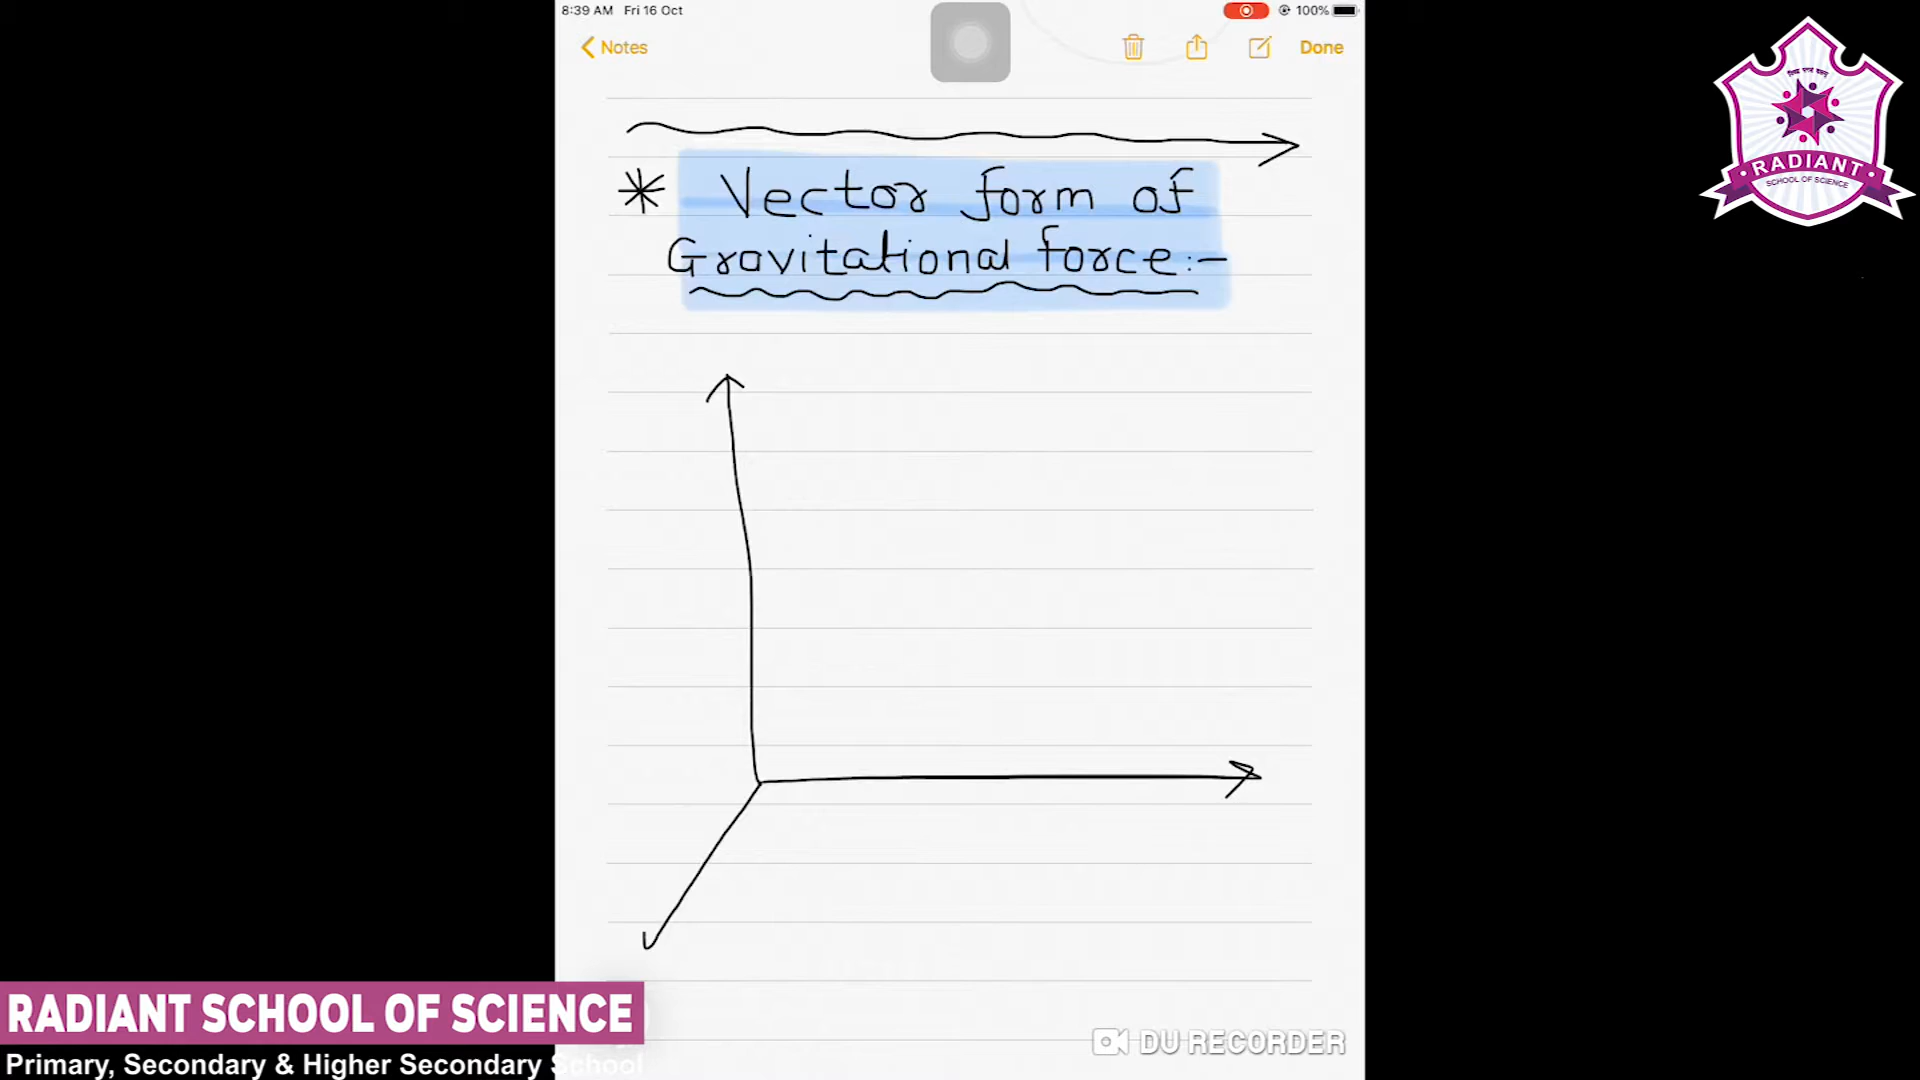 8:39 AM Fri 16 Oct
100%
Notes
Done
* Vector form of
Gravitational force:-
RADIANT
SCHOOL OF SCIENCE
RADIANT SCHOOL OF SCIENCE
Primary, Secondary & Higher Secondary School
DU RECORDER